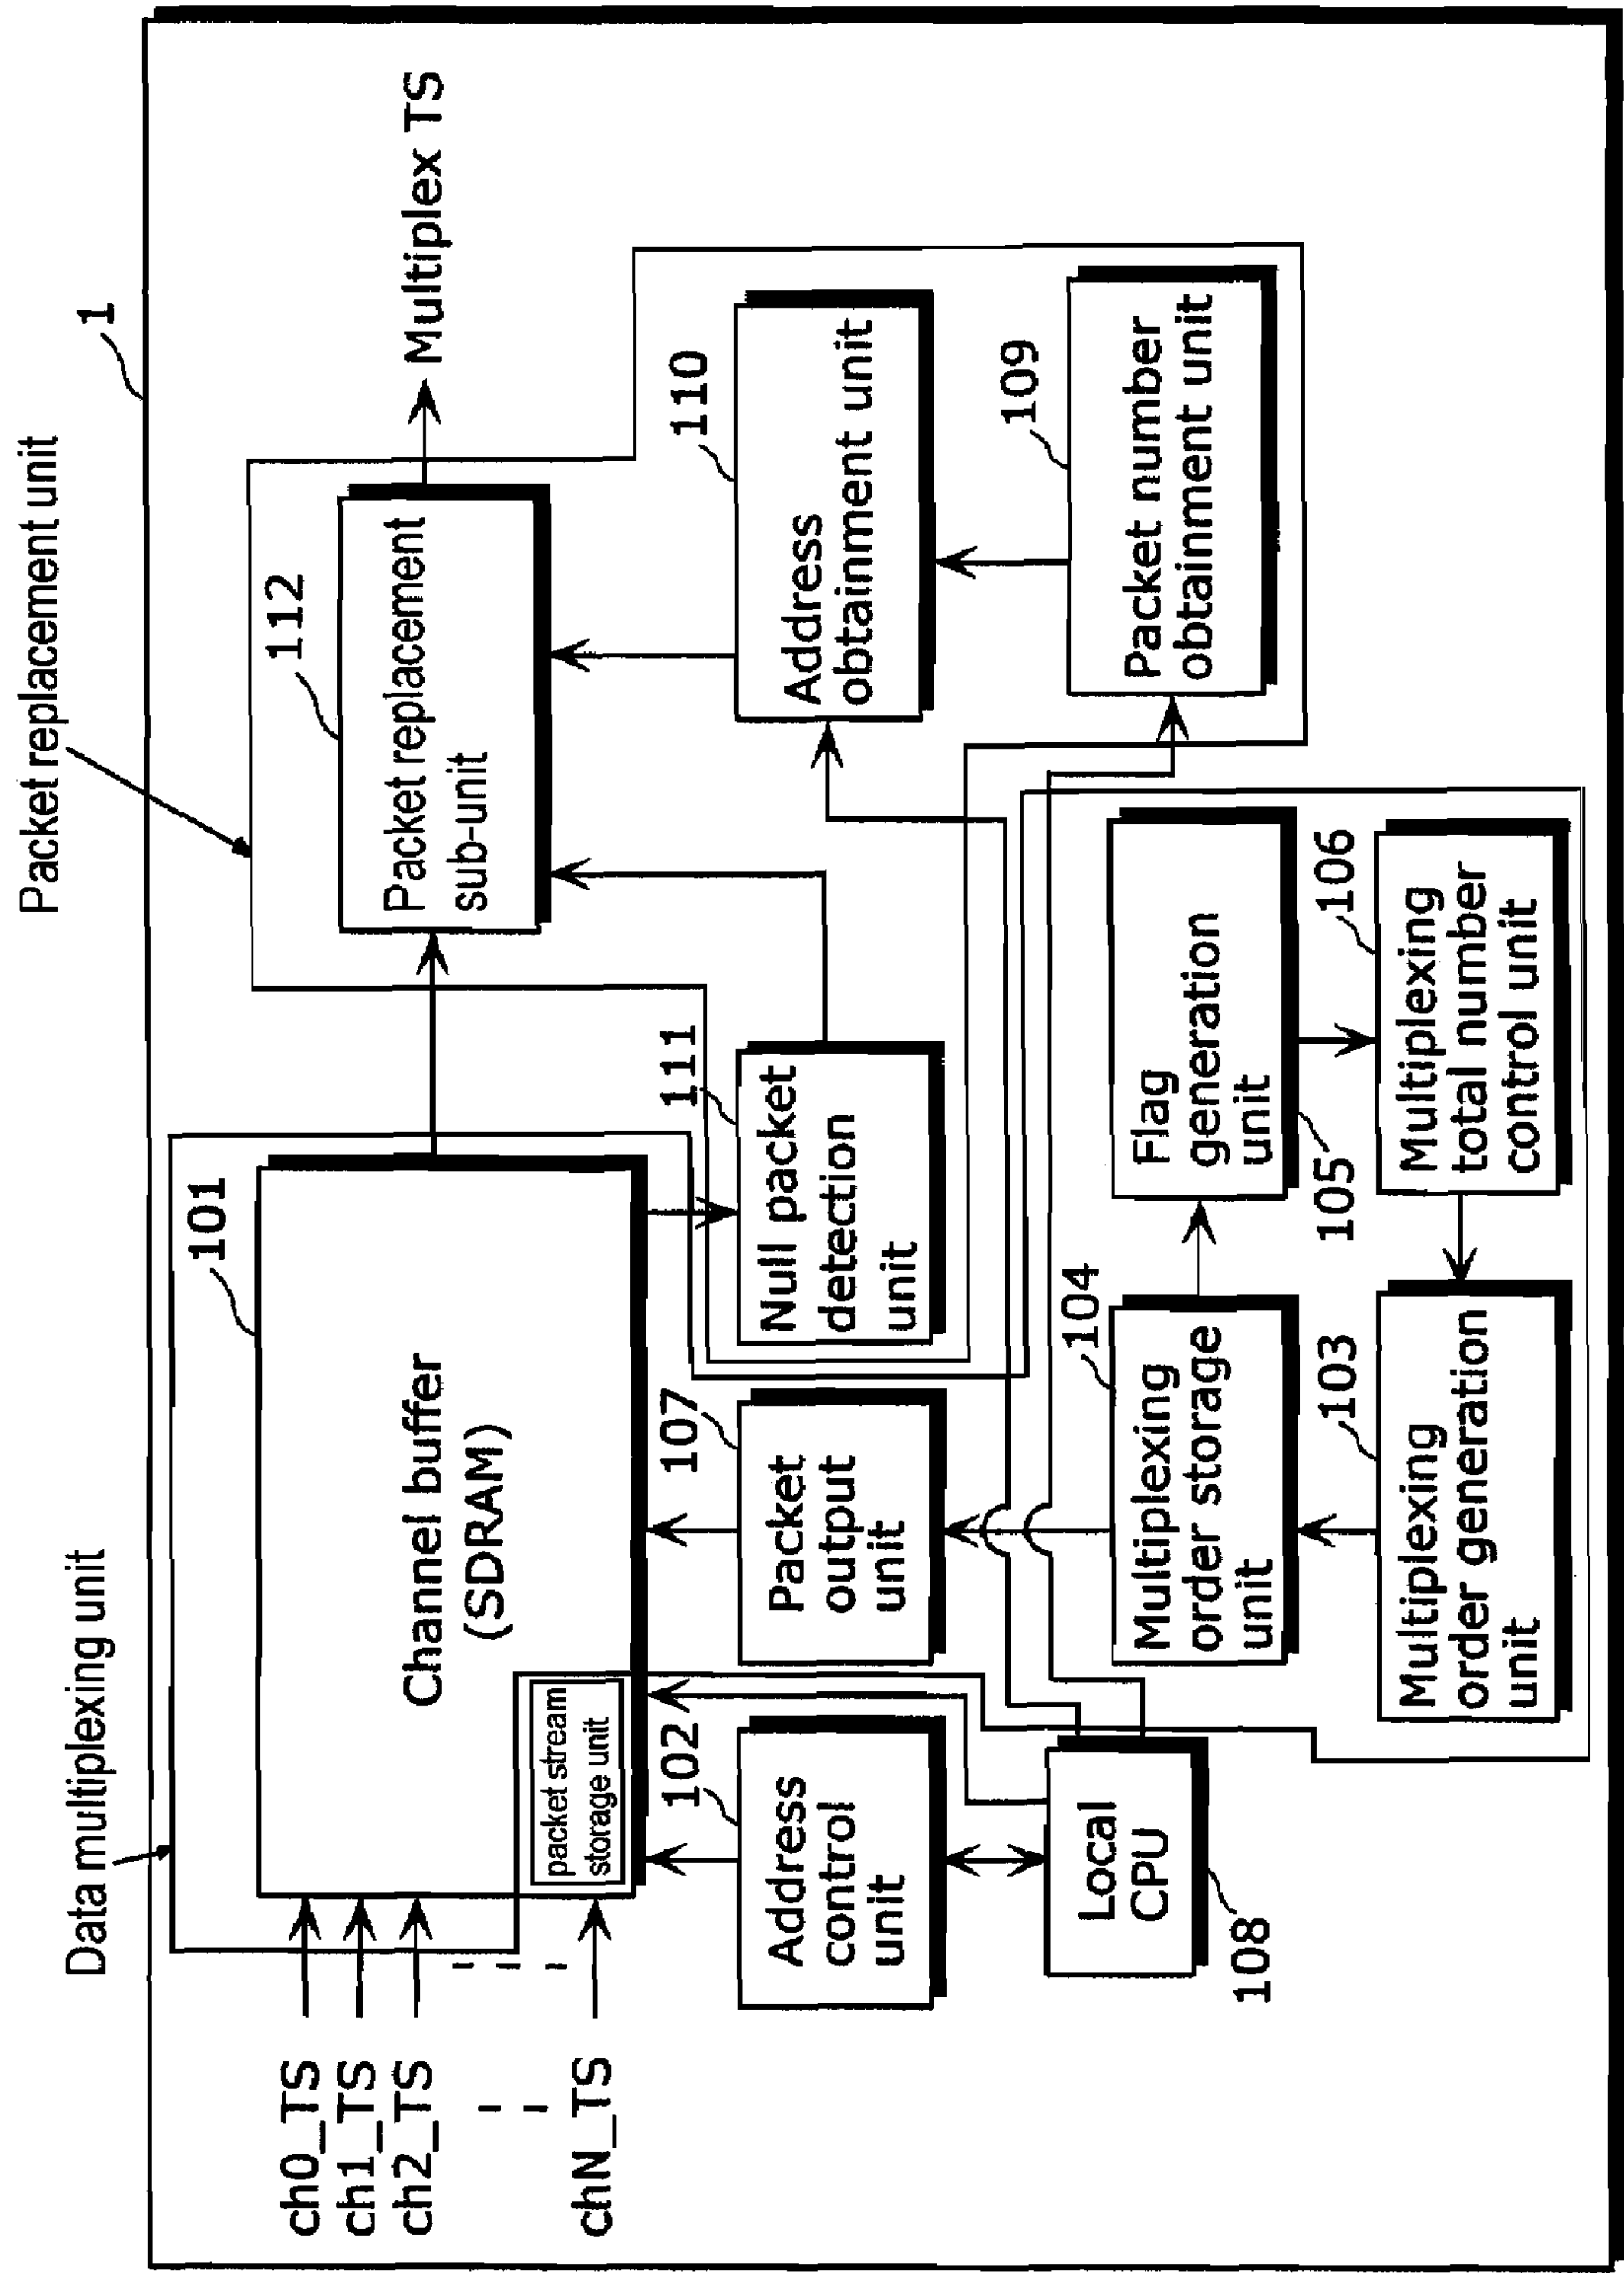 Packet replacement unit
1
Data multiplexing unit
101
Channel buffer
(SDRAM)
packet stream
storage unit
112
Packet replacement
sub-unit
Multiplex TS
ch0_TS
ch1_TS
ch2_TS
chN_TS
102
Address
control
unit
107
Packet
output
unit
111
Null packet
detection
unit
110
Address
obtainment unit
Local
CPU
108
104
Multiplexing
order storage
unit
Flag
generation
unit
105
109
Packet number
obtainment unit
103
Multiplexing
order generation
unit
106
Multiplexing
total number
control unit